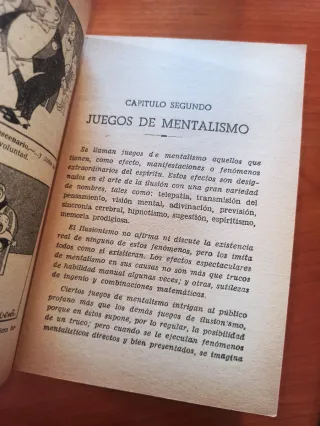 escenario.— ¡
voluntad.
CAPITULO SEGUNDO
JUEGOS DE MENTALISMO
Se llaman juegos de mentalismo aquellos que
tienen, como efecto, manifestaciones o fenómenos
extraordinarios del espíritu. Estos efectos son desig-
nados en el arte de la ilusión con una gran variedad
de nombres, tales como: telepatía, transmisión del
pensamiento, visión mental, adivinación, previsión,
sincronía cerebral, hipnotismo, sugestión, espiritismo,
memoria prodigiosa.
El Ilusionismo no afirma ni discute la existencia
real de ninguno de estos fenómenos, pero los imita
todos como si existieran. Los efectos espectaculares
de mentalismo en sus causas no son más que trucos
de habilidad manual algunas veces; y otras, sutilezas
de ingenio y combinaciones matemáticas.
Ciertos juegos de mentalismo intrigan al público
profano más que los demás juegos de ilusionismo,
porque en éstos supone, por lo regular, la posibilidad
de un truco; pero cuando se le ejecutan fenómenos
mentalísticos directos y bien presentados, se imagina